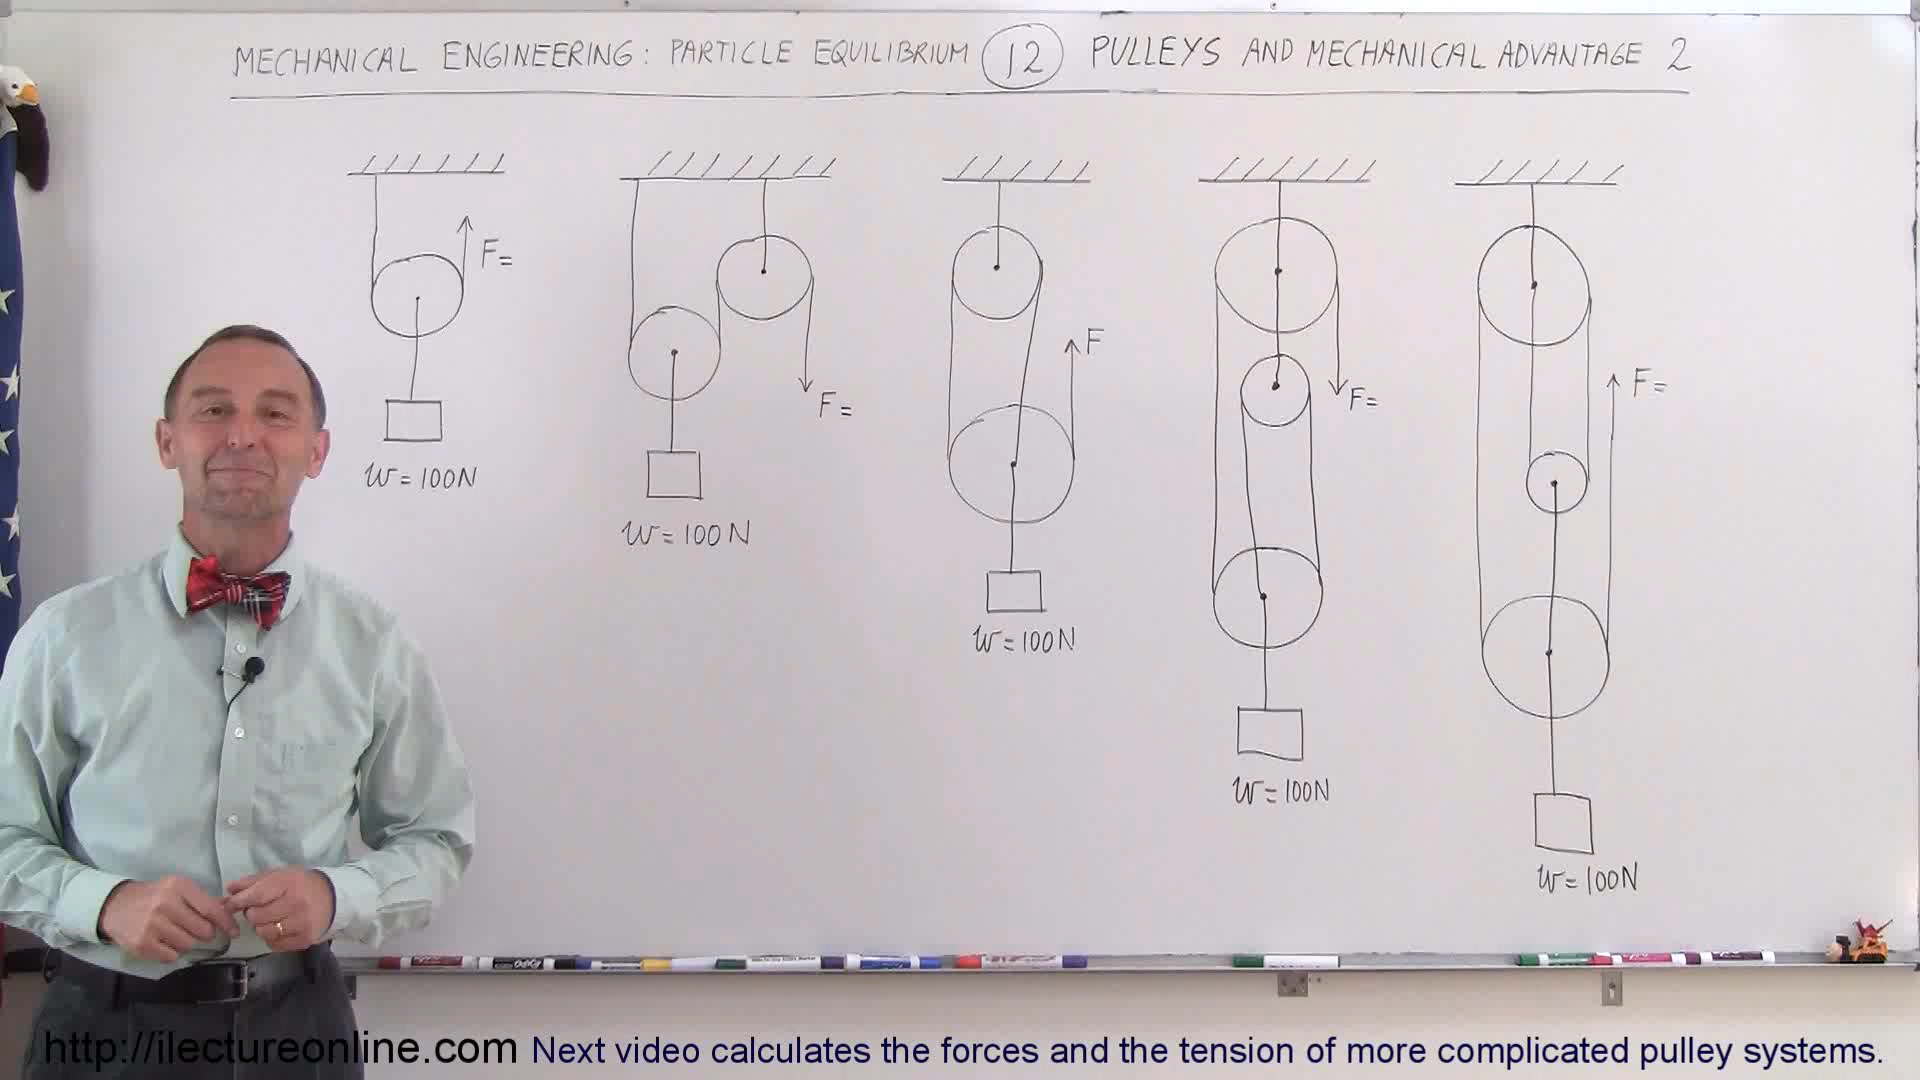 MECHANICAL ENGINEERING: PARTICLE EQUILIBRIUM 12 PULLEYS AND MECHANICAL ADVANTAGE 2
F=
W=100N
F=
W=100N
F
W=100N
F=
W=100N
F=
W=100N
http://ilectureonline.com Next video calculates the forces and the tension of more complicated pulley systems.